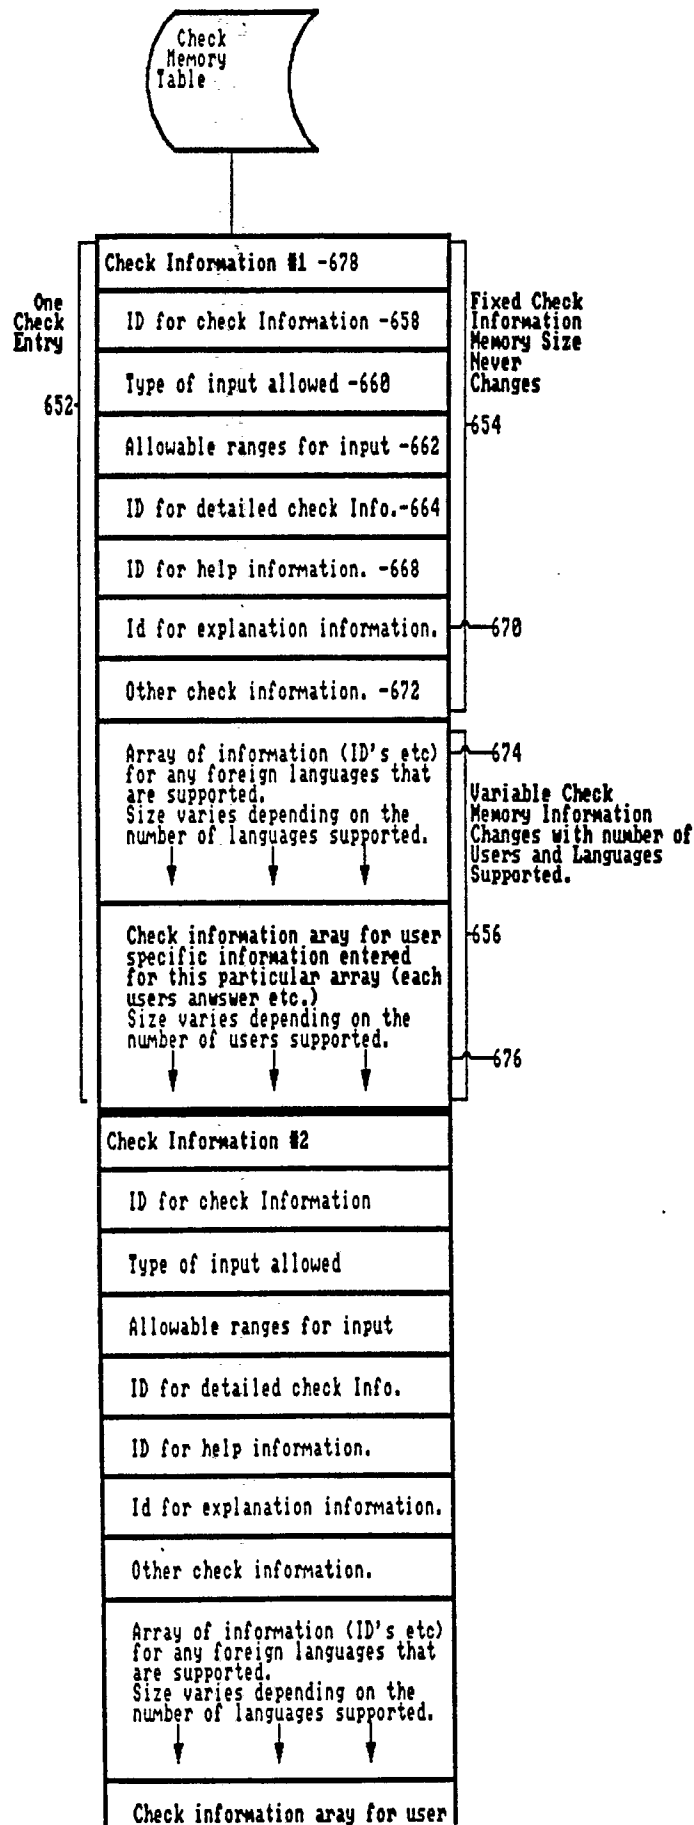 Check
Memory
Table
Check Information #1 -678
One
Check
Entry
652
ID for check Information -658
Type of input allowed -660
Allowable ranges for input -662
ID for detailed check Info.-664
ID for help information. -668
Id for explanation information.
670
Other check information. -672
Fixed Check
Information
Memory Size
Never
Changes
654
Array of information (ID's etc)
for any foreign languages that
are supported.
Size varies depending on the
number of languages supported.
674
Variable Check
Memory Information
Changes with number of
Users and Languages
Supported.
656
Check information aray for user
specific information entered
for this particular array (each
users anwswer etc.)
Size varies depending on the
number of users supported.
676
Check Information #2
ID for check Information
Type of input allowed
Allowable ranges for input
ID for detailed check Info.
ID for help information.
Id for explanation information.
Other check information.
Array of information (ID's etc)
for any foreign languages that
are supported.
Size varies depending on the
number of languages supported.
Check information aray for user